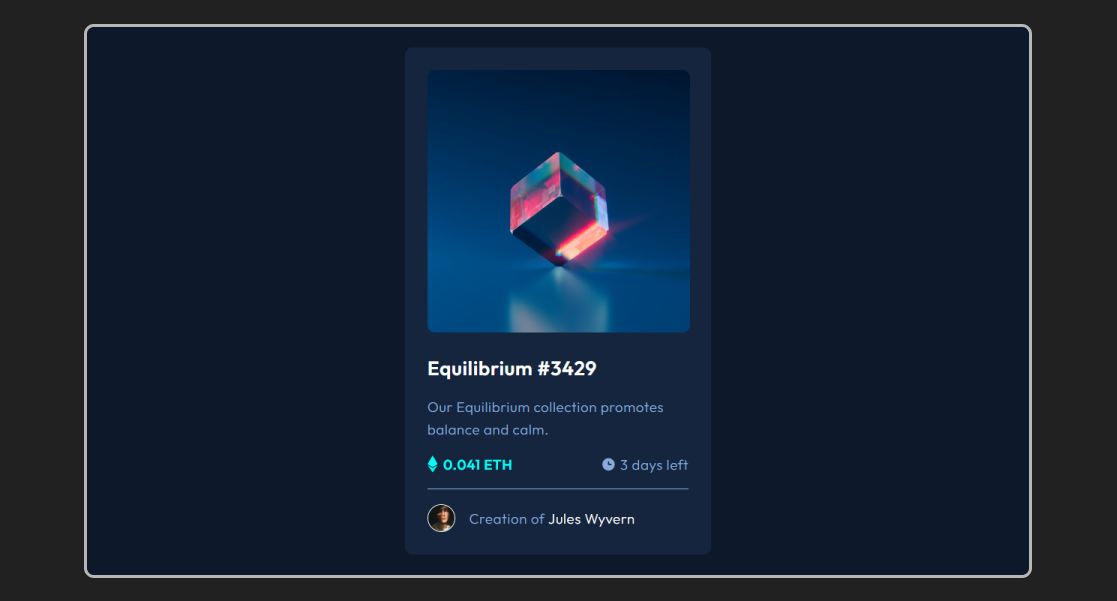 Equilibrium #3429
Our Equilibrium collection promotes
balance and calm.
0.041 ETH
3 days left
Creation of Jules Wyvern